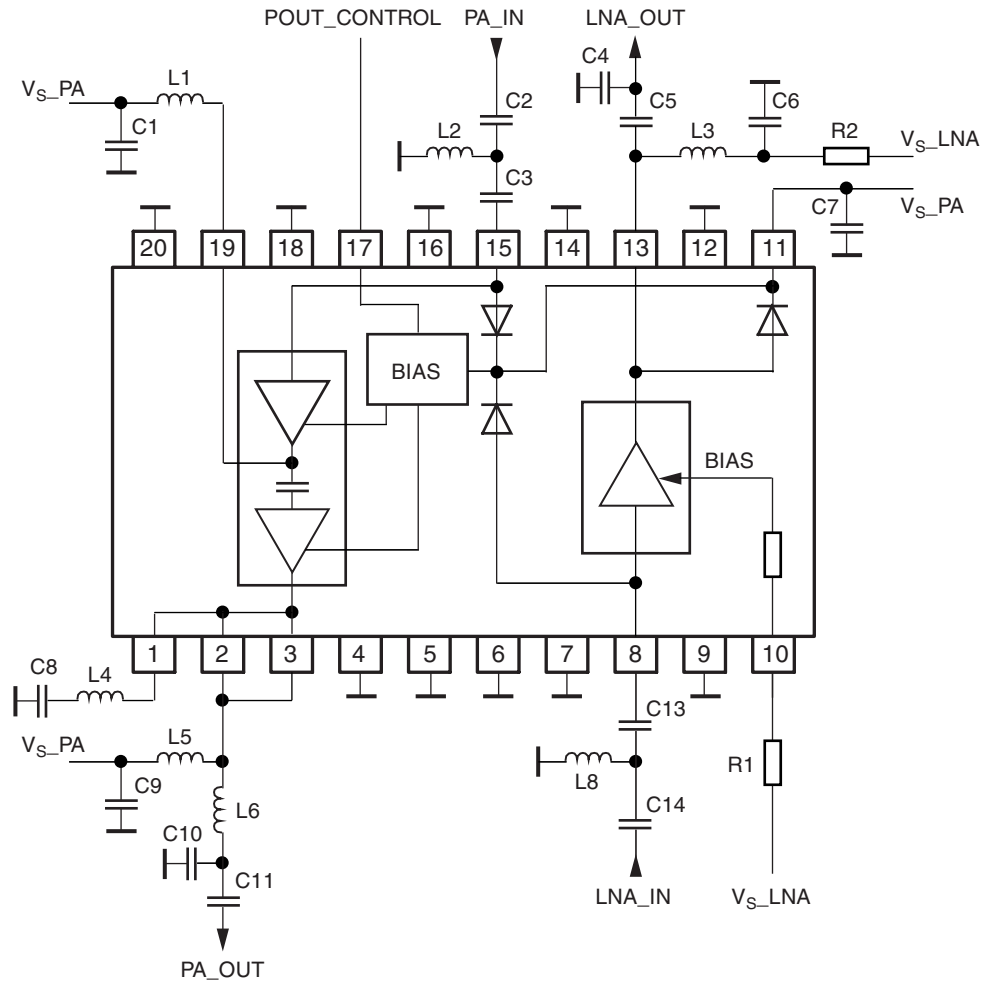 POUT_CONTROL PA_IN LNA_OUT
C4
VS_PA L1
C2 C5 C6
C1 L2 L3 R2 VS_LNA
C3
C7 VS_PA
20 19 18 17 16 15 14 13 12 11
BIAS
BIAS
1 2 3 4 5 6 7 8 9 10
C8 L4
C13
VS_PA L5
L8 R1
C9 L6
C14
C10
C11
LNA_IN VS_LNA
PA_OUT